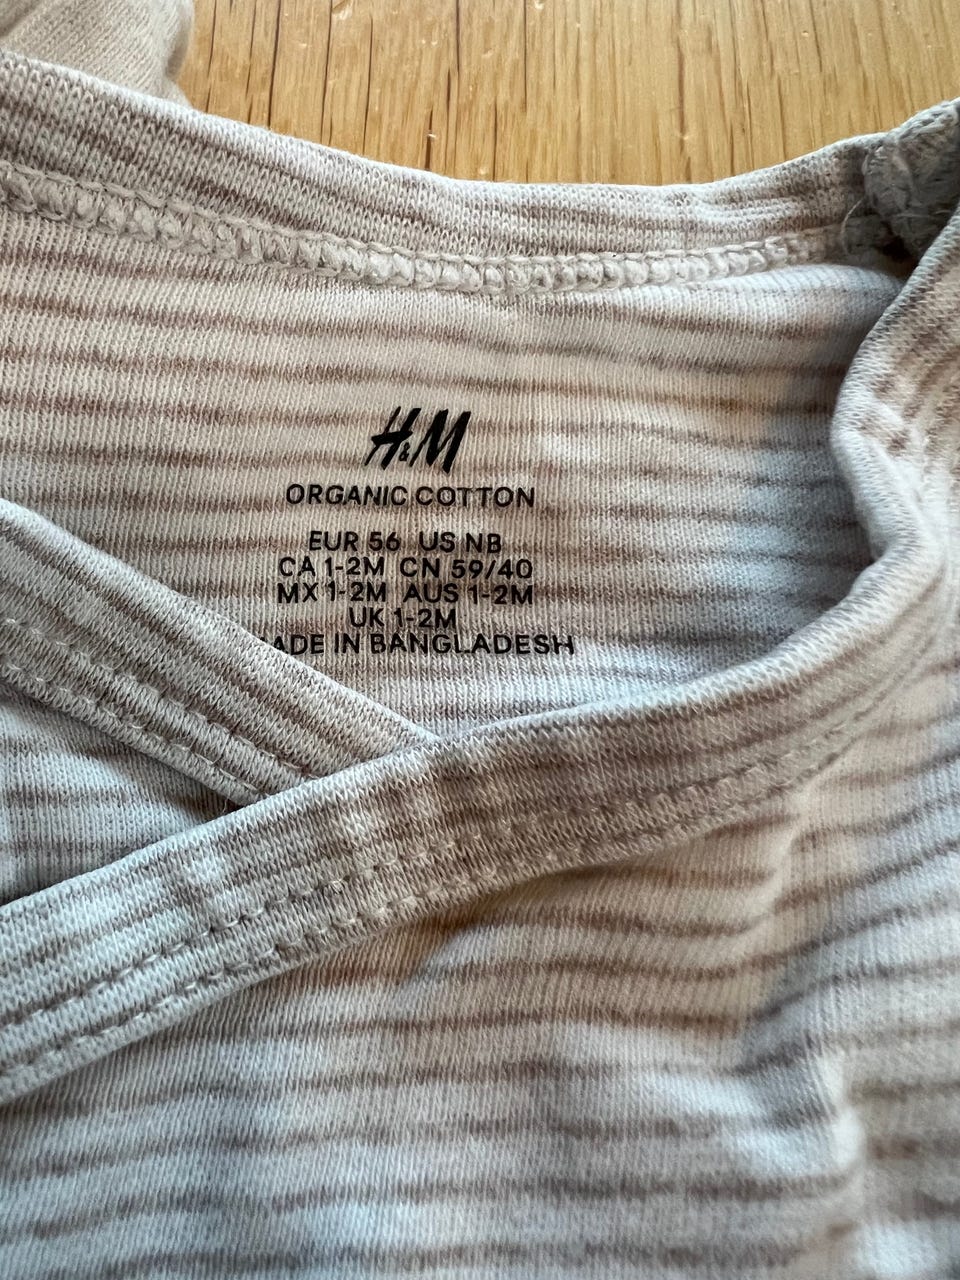 H&M
ORGANIC COTTON
EUR 56 US NB
CA 1-2M CN 59/40
MX 1-2M AUS 1-2M
UK 1-2M
ADE IN BANGLADESH